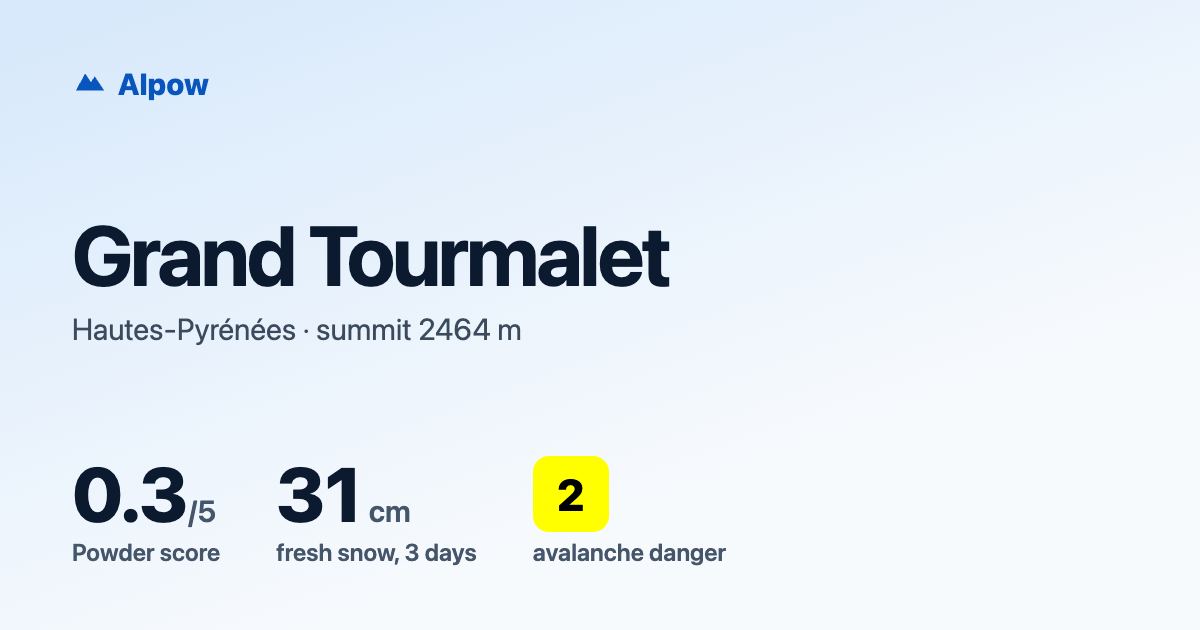 Alpow
Grand Tourmalet
Hautes-Pyrénées · summit 2464 m
0.3/5 31 cm 2
Powder score fresh snow, 3 days avalanche danger